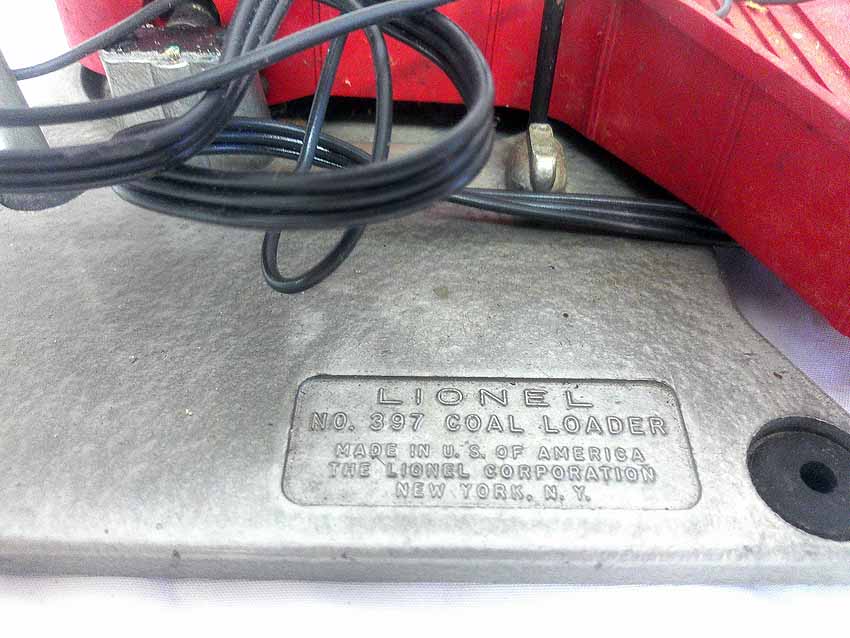 LIONEL
NO. 397 COAL LOADER
MADE IN U.S. OF AMERICA
THE LIONEL CORPORATION
NEW YORK, N.Y.